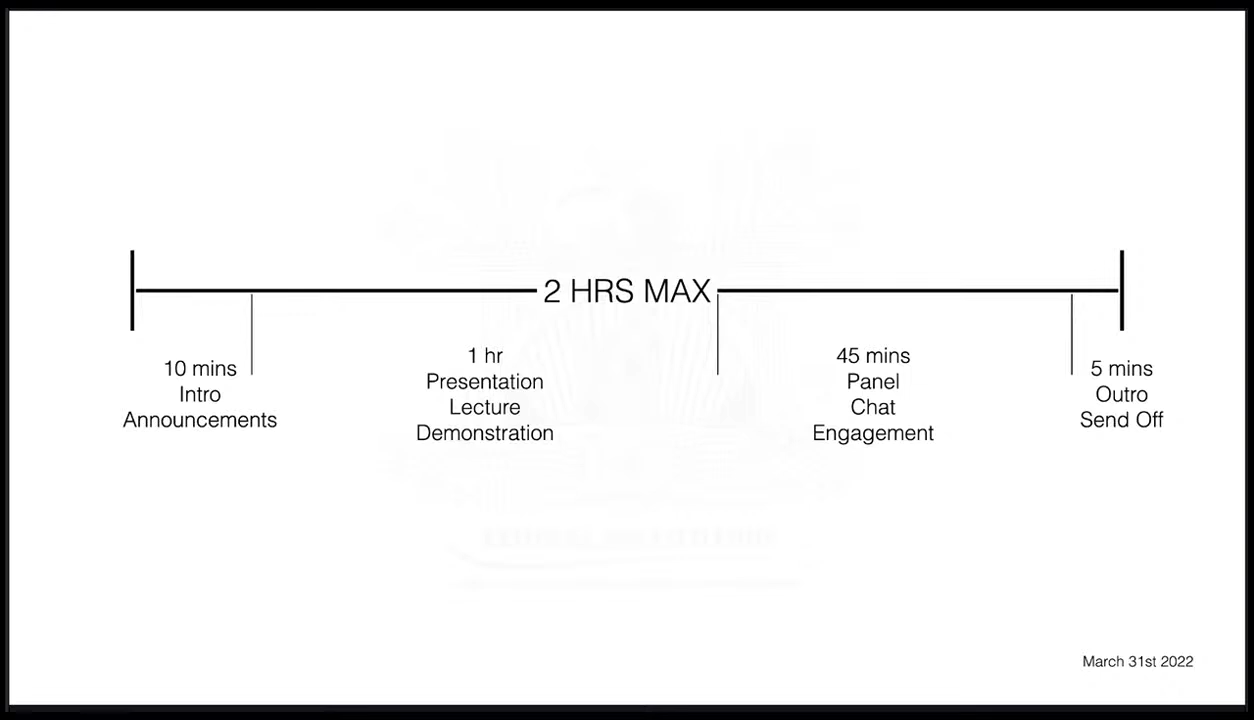 2 HRS MAX
10 mins
Intro
Announcements
1 hr
Presentation
Lecture
Demonstration
45 mins
Panel
Chat
Engagement
5 mins
Outro
Send Off
March 31st 2022